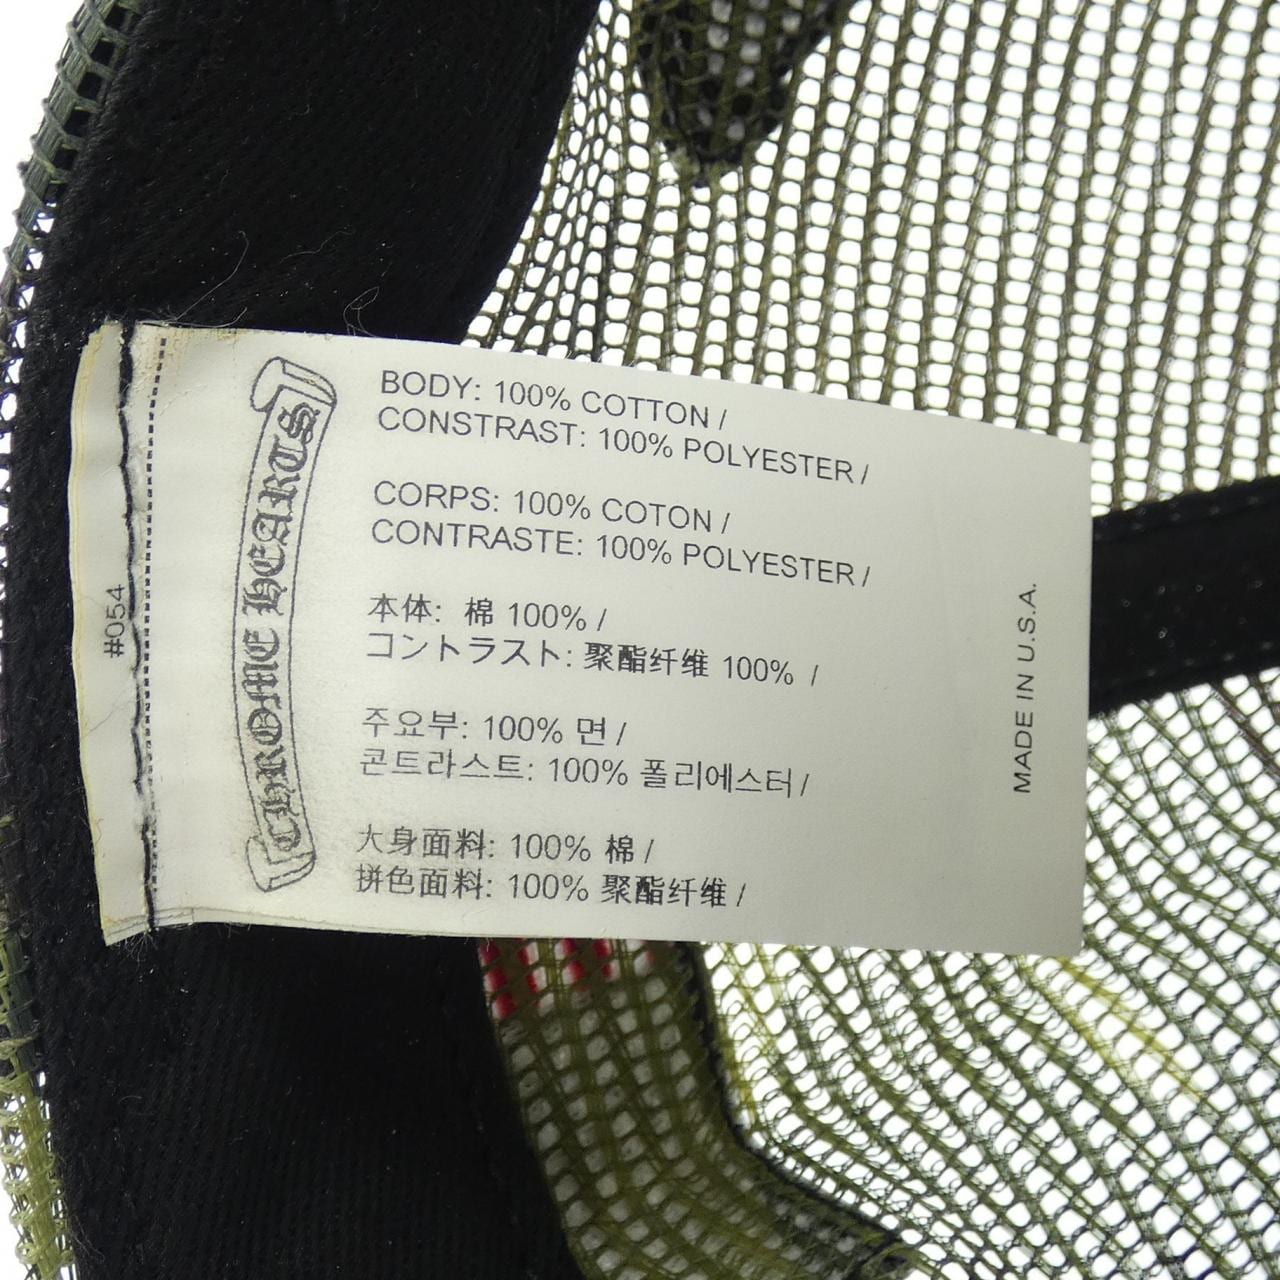 BODY: 100% COTTON /
CONSTRAST: 100% POLYESTER /
CORPS: 100% COTON /
CONTRASTE: 100% POLYESTER /
本体: 棉 100% /
コントラスト: 聚酯纤维 100% /
주요부: 100% 면 /
콘트라스트: 100% 폴리에스터 /
大身面料: 100% 棉 /
拼色面料: 100% 聚酯纤维 /
CHROME HEARTS
#054
MADE IN U.S.A.